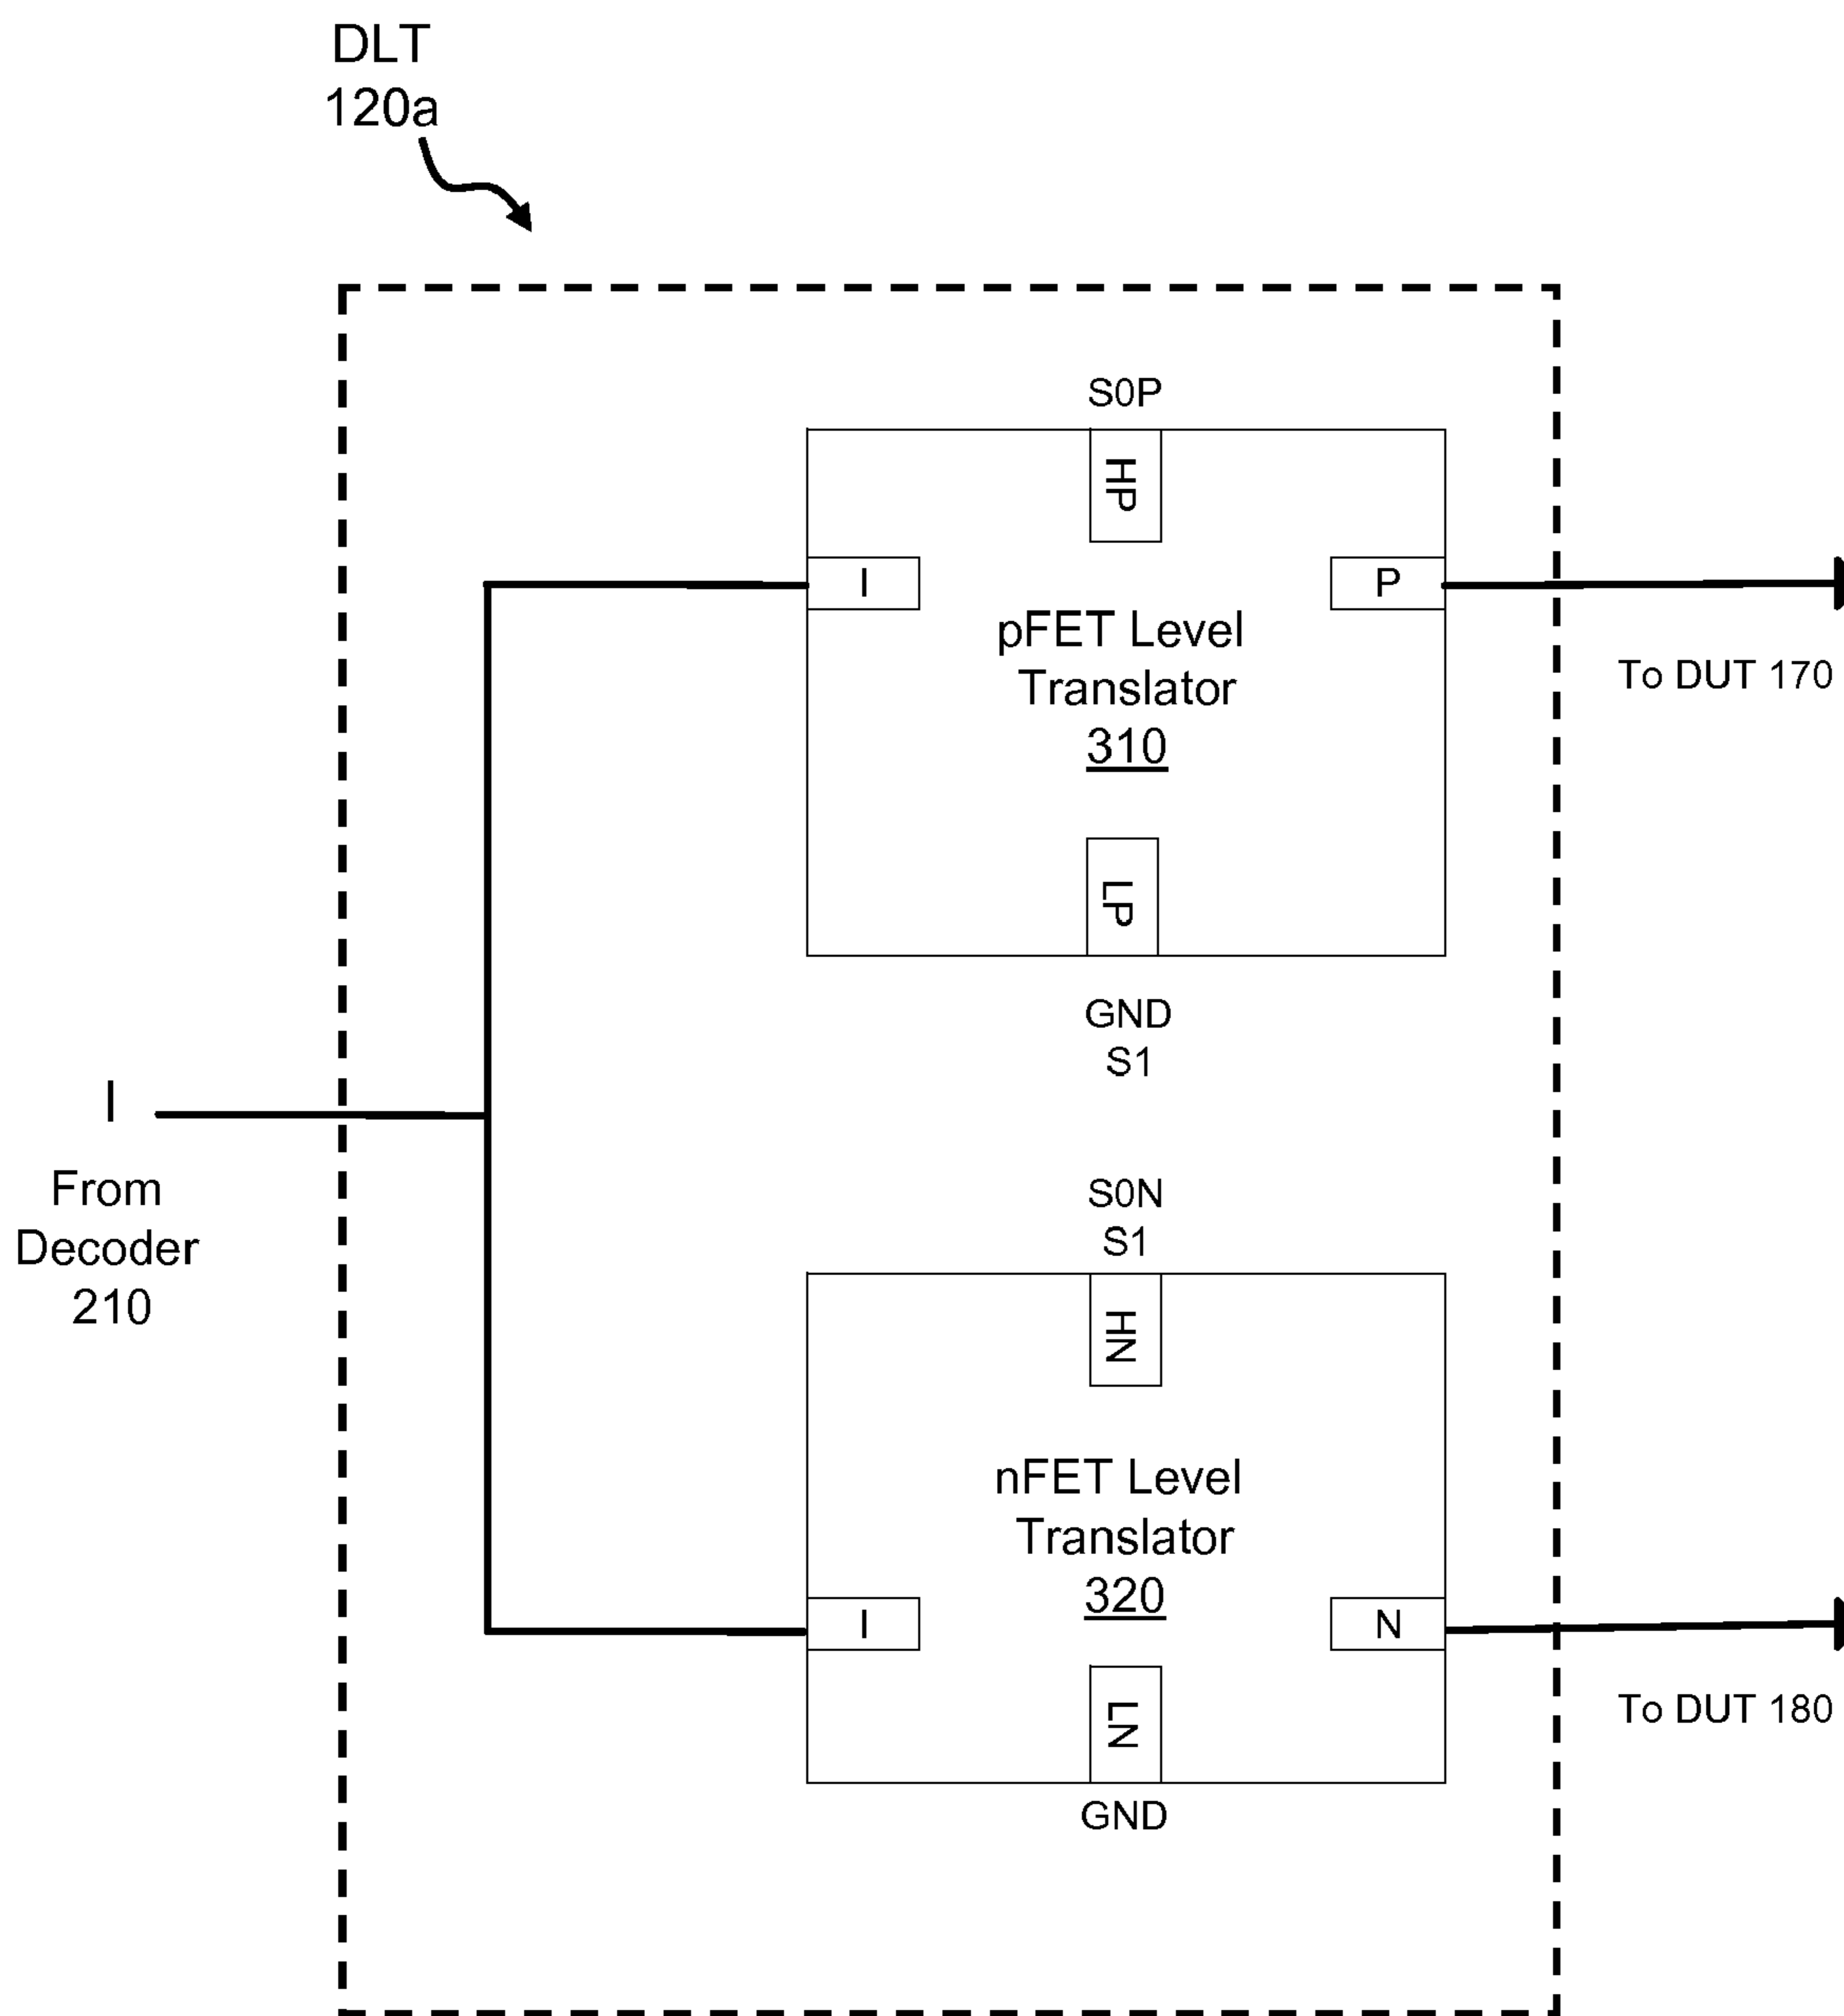 DLT
120a
S0P
HP
I
P
pFET Level
Translator
310
To DUT 170
LP
GND
S1
I
From
Decoder
210
S0N
S1
HN
nFET Level
Translator
320
I
N
LN
To DUT 180
GND